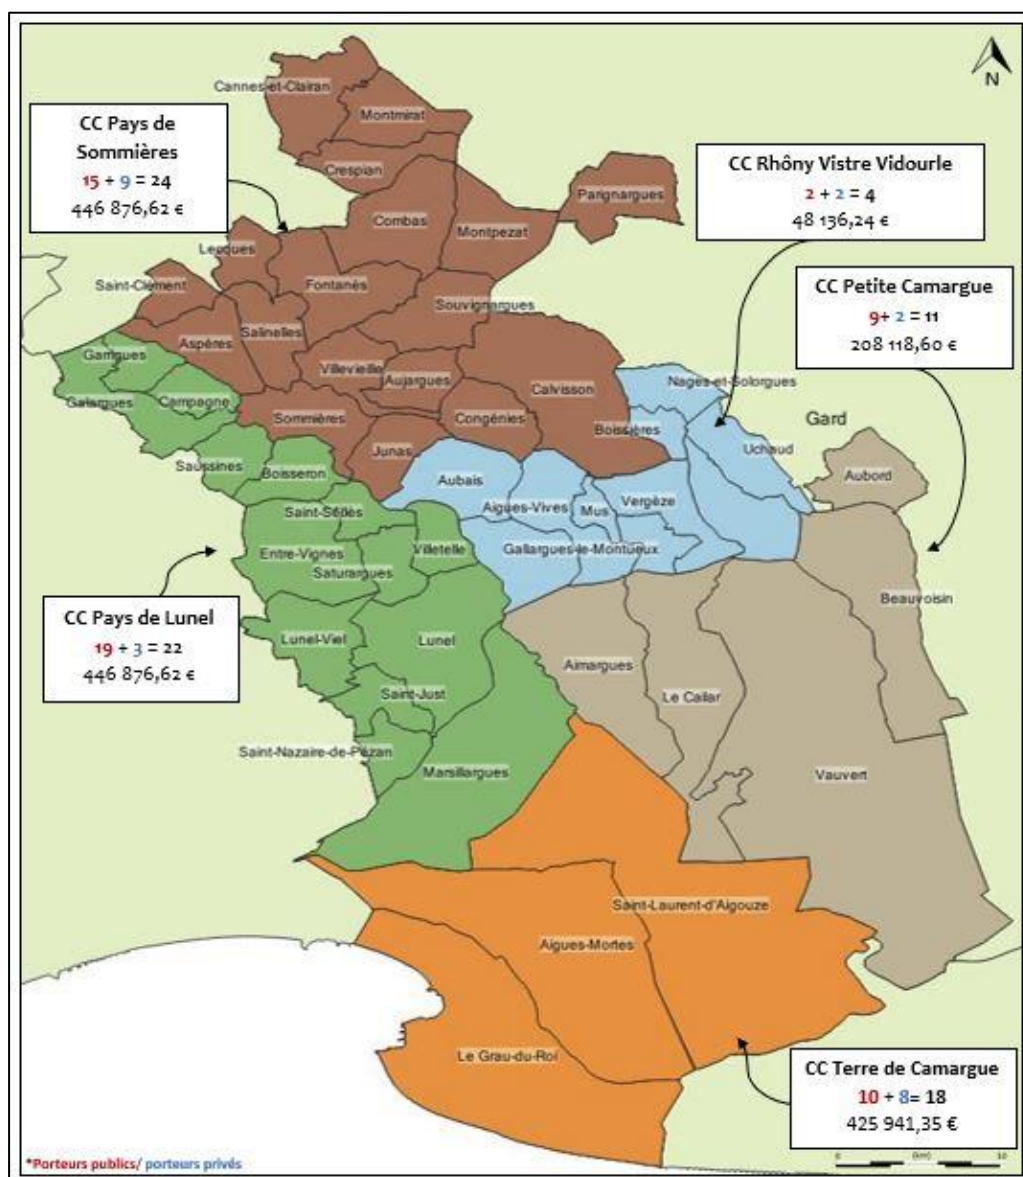 N
Cannes-et-Clairan
CC Pays de
Sommières
15 + 9 = 24
446 876,62 €
Montmirat
Crespian
CC Rhôny Vistre Vidourle
2 + 2 = 4
48 136,24 €
Parignargues
Combas
Montpezat
Lecques
CC Petite Camargue
9+ 2 = 11
208 118,60 €
Saint-Clément
Fontanès
Souvignargues
Salinelles
Aspères
Garrigues
Villevieille
Aujargues
Calvisson
Nages-et-Solorgues
Galargues
Campagne
Sommières
Congénies
Boissières
Gard
Junas
Uchaud
Saussines
Boisseron
Aubais
Aubord
Aigues-Vives
Mus
Vergèze
Saint-Sériès
Entre-Vignes
Villetelle
Gallargues-le-Montueux
Saturargues
CC Pays de Lunel
19 + 3 = 22
446 876,62 €
Beauvoisin
Lunel-Viel
Lunel
Aimargues
Saint-Just
Le Cailar
Saint-Nazaire-de-Pézan
Marsillargues
Vauvert
Saint-Laurent-d'Aigouze
Aigues-Mortes
Le Grau-du-Roi
CC Terre de Camargue
10 + 8= 18
425 941,35 €
*Porteurs publics/ porteurs privés
0 (km) 10